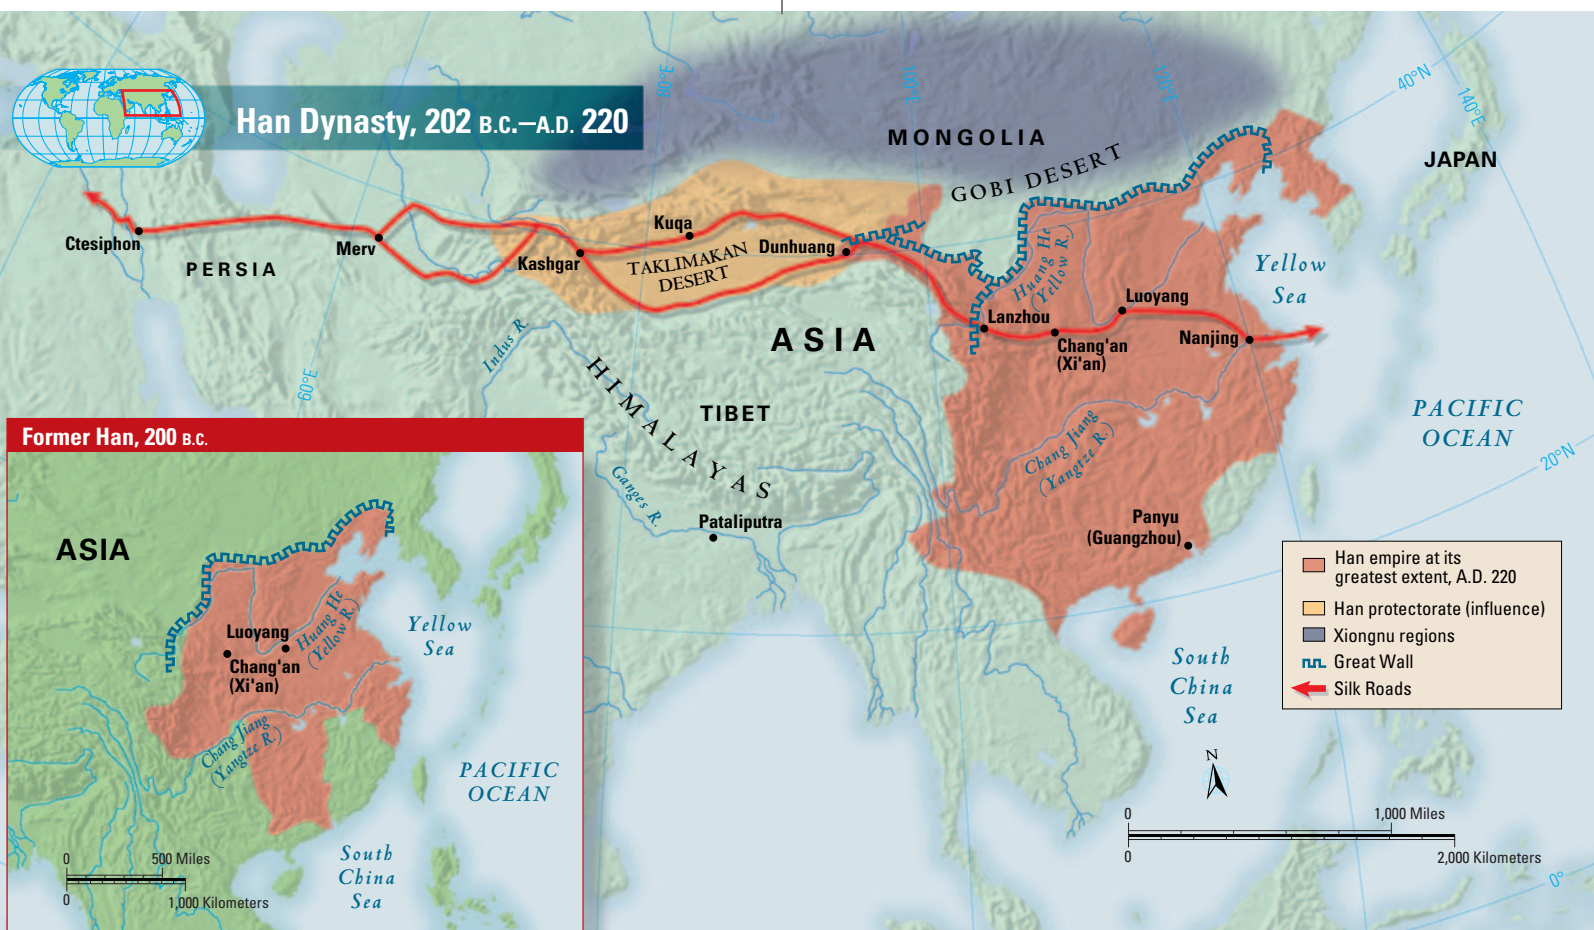 Han Dynasty, 202 B.C.–A.D. 220
80°E
100°E
120°E
40°N
140°E
MONGOLIA
GOBI DESERT
JAPAN
Ctesiphon
PERSIA
Merv
Kashgar
Kuqa
TAKLIMAKAN
DESERT
Dunhuang
Huang He
(Yellow R.)
Yellow
Sea
Lanzhou
Luoyang
Chang'an
(Xi'an)
Nanjing
ASIA
Indus R.
60°E
HIMALAYAS
TIBET
PACIFIC
OCEAN
20°N
Chang Jiang
(Yangtze R.)
Ganges R.
Pataliputra
Panyu
(Guangzhou)
South
China
Sea
Han empire at its
greatest extent, A.D. 220
Han protectorate (influence)
Xiongnu regions
Great Wall
Silk Roads
N
0
1,000 Miles
0
2,000 Kilometers
0°
Former Han, 200 B.C.
ASIA
Luoyang
Huang He
(Yellow R.)
Chang'an
(Xi'an)
Yellow
Sea
Chang Jiang
(Yangtze R.)
PACIFIC
OCEAN
South
China
Sea
0
500 Miles
0
1,000 Kilometers